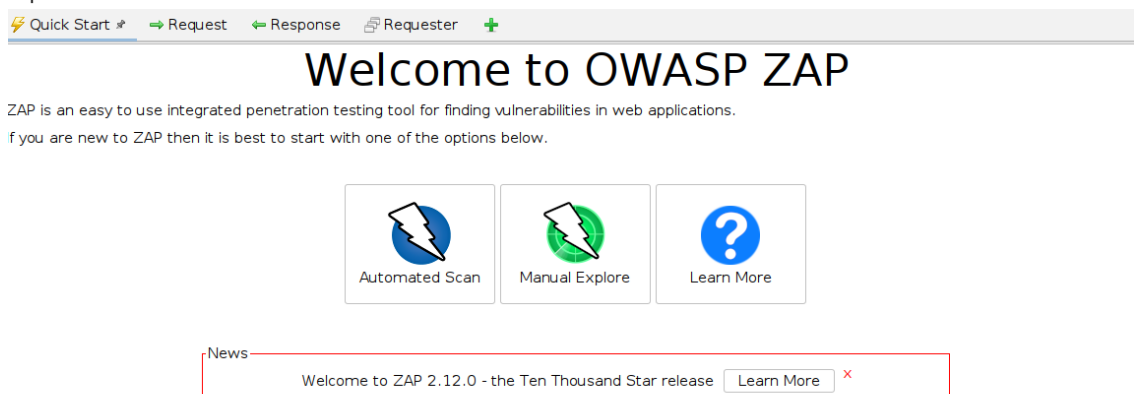 Quick Start Request Response Requester
Welcome to OWASP ZAP
ZAP is an easy to use integrated penetration testing tool for finding vulnerabilities in web applications.
f you are new to ZAP then it is best to start with one of the options below.
Automated Scan Manual Explore Learn More
News
Welcome to ZAP 2.12.0 - the Ten Thousand Star release Learn More X